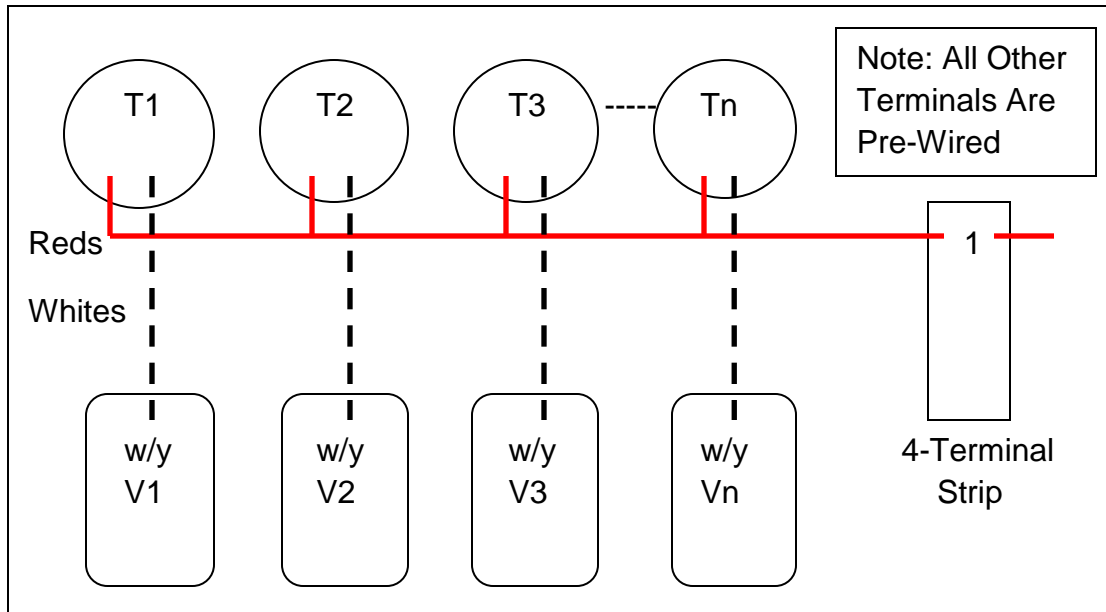 T1 T2 T3 ----- Tn
Note: All Other
Terminals Are
Pre-Wired
Reds
1
Whites
w/y w/y w/y w/y
V1 V2 V3 Vn
4-Terminal
Strip